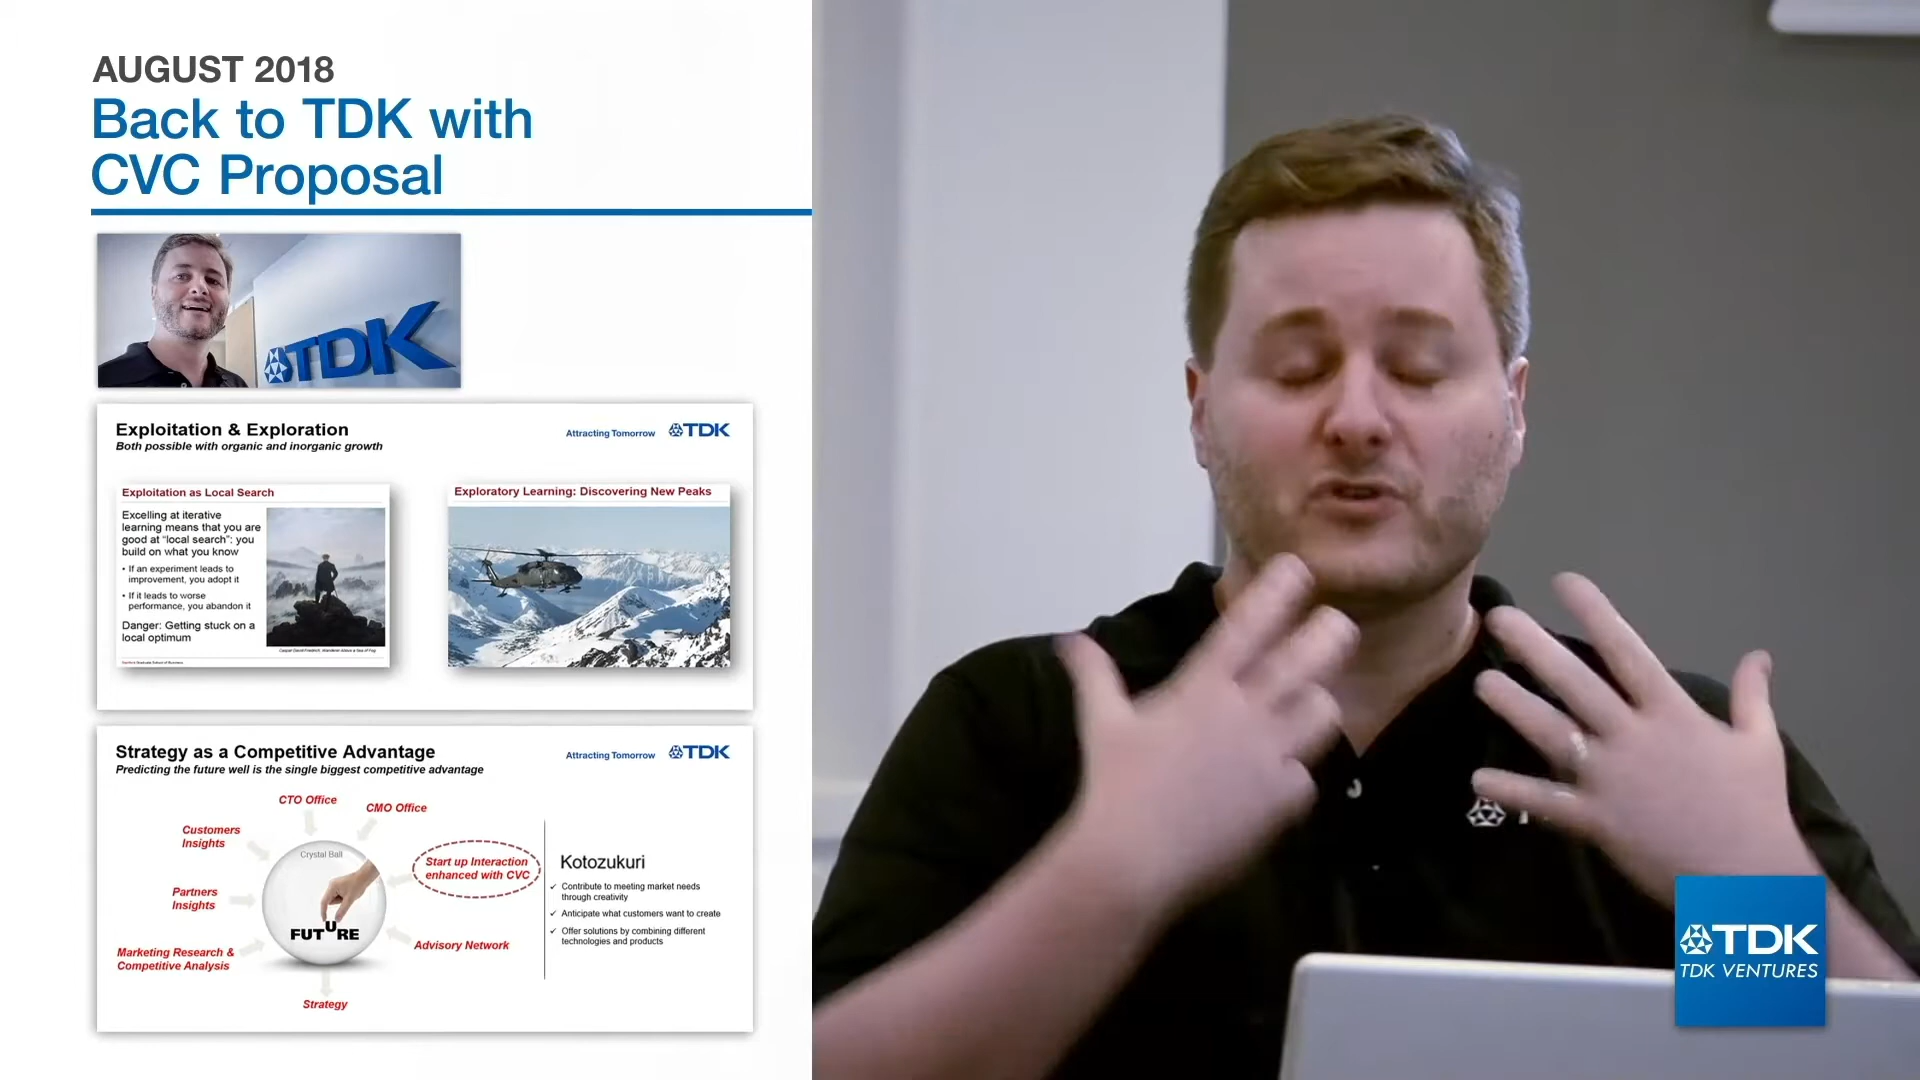 AUGUST 2018
Back to TDK with
CVC Proposal
TDK
Exploitation & Exploration
Both possible with organic and inorganic growth
Attracting Tomorrow
TDK
Exploitation as Local Search
Excelling at iterative
learning means that you are
good at "local search": you
build on what you know
• If an experiment leads to
improvement, you adopt it
• If it leads to worse
performance, you abandon it
Danger: Getting stuck on a
local optimum
Exploratory Learning: Discovering New Peaks
Strategy as a Competitive Advantage
Predicting the future well is the single biggest competitive advantage
Attracting Tomorrow
TDK
CTO Office
CMO Office
Customers
Insights
Crystal Ball
Start up Interaction
enhanced with CVC
Partners
Insights
FUTURE
Marketing Research &
Competitive Analysis
Advisory Network
Strategy
Kotozukuri
✓ Contribute to meeting market needs
through creativity
✓ Anticipate what customers want to create
✓ Offer solutions by combining different
technologies and products
TDK
TDK VENTURES